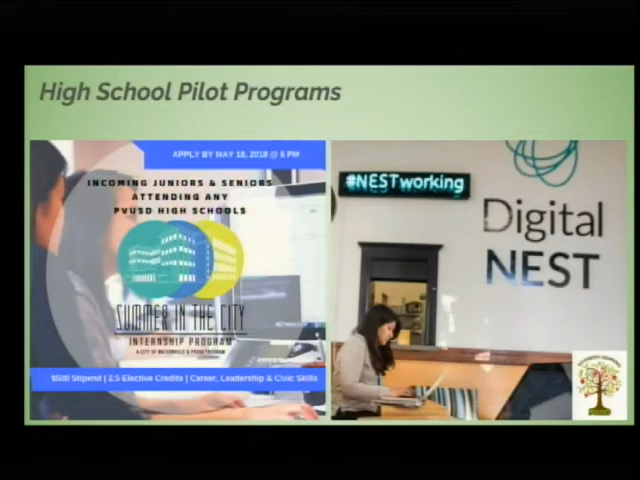 High School Pilot Programs
APPLY BY MAY 18, 2018 @ 5 PM
INCOMING JUNIORS & SENIORS
ATTENDING ANY
PVUSD HIGH SCHOOLS
SUMMER IN THE CITY
INTERNSHIP PROGRAM
A CITY OF WATSONVILLE & PVUSD PROGRAM
$500 Stipend | 2.5 Elective Credits | Career, Leadership & Civic Skills
#NESTworking
Digital
NEST